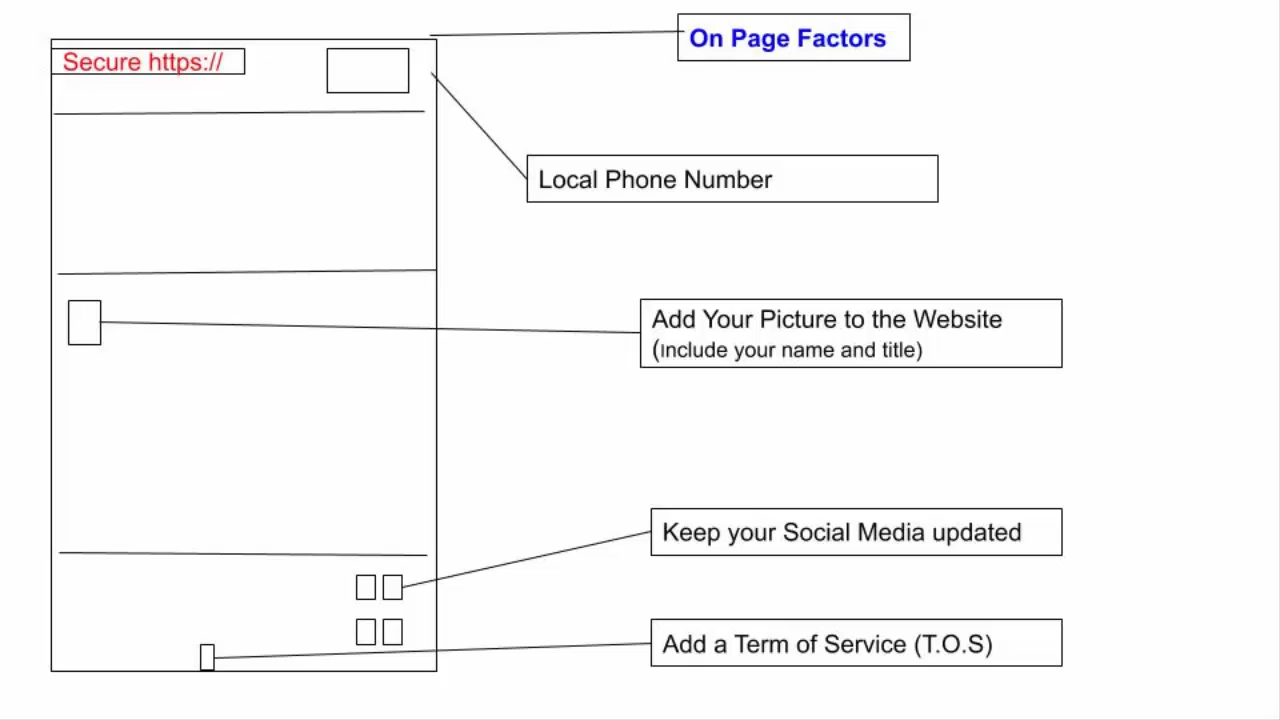 On Page Factors
Secure https://
Local Phone Number
Add Your Picture to the Website
(include your name and title)
Keep your Social Media updated
Add a Term of Service (T.O.S)